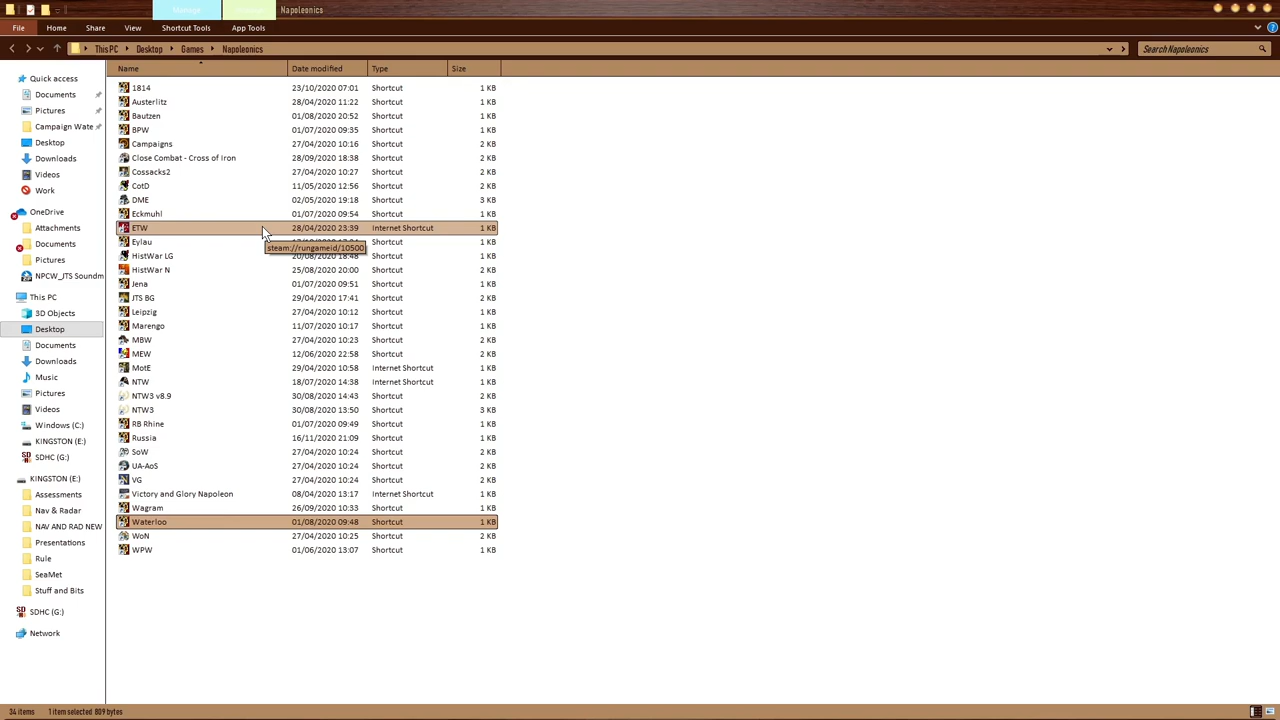 Napoleonics
File Home Share View Shortcut Tools App Tools
This PC Desktop Games Napoleonics Search Napoleonics
Name Date modified Type Size
Quick access
Documents
Pictures
Campaign Wate
Desktop
Downloads
Videos
Work
OneDrive
Attachments
Documents
Pictures
NPCW_JTS Soundm
This PC
3D Objects
Desktop
Documents
Downloads
Music
Pictures
Videos
Windows (C:)
KINGSTON (E:)
SDHC (G:)
KINGSTON (E:)
Assessments
Nav & Radar
NAV AND RAD NEW
Presentations
Rule
SeaMet
Stuff and Bits
SDHC (G:)
Network
1814 23/10/2020 07:01 Shortcut 1 KB
Austerlitz 28/04/2020 11:22 Shortcut 1 KB
Bautzen 01/08/2020 20:52 Shortcut 1 KB
BPW 01/07/2020 09:35 Shortcut 1 KB
Campaigns 27/04/2020 10:16 Shortcut 2 KB
Close Combat - Cross of Iron 28/09/2020 18:38 Shortcut 2 KB
Cossacks2 27/04/2020 10:27 Shortcut 2 KB
CotD 11/05/2020 12:56 Shortcut 2 KB
DME 02/05/2020 19:18 Shortcut 3 KB
Eckmuhl 01/07/2020 09:54 Shortcut 1 KB
ETW 28/04/2020 23:39 Internet Shortcut 1 KB
Eylau Shortcut 1 KB
steam://rungameid/10500
HistWar LG 20/08/2020 18:48 Shortcut 1 KB
HistWar N 25/08/2020 20:00 Shortcut 1 KB
Jena 01/07/2020 09:51 Shortcut 1 KB
JTS BG 29/04/2020 17:41 Shortcut 2 KB
Leipzig 27/04/2020 10:12 Shortcut 2 KB
Marengo 11/07/2020 10:17 Shortcut 1 KB
MBW 27/04/2020 10:23 Shortcut 2 KB
MEW 12/06/2020 22:58 Shortcut 2 KB
MotE 29/04/2020 10:58 Internet Shortcut 1 KB
NTW 18/07/2020 14:38 Internet Shortcut 1 KB
NTW3 v8.9 30/08/2020 14:43 Shortcut 2 KB
NTW3 30/08/2020 13:50 Shortcut 3 KB
RB Rhine 01/07/2020 09:49 Shortcut 1 KB
Russia 16/11/2020 21:09 Shortcut 1 KB
SoW 27/04/2020 10:24 Shortcut 2 KB
UA-AoS 27/04/2020 10:24 Shortcut 2 KB
VG 27/04/2020 10:24 Shortcut 2 KB
Victory and Glory Napoleon 08/04/2020 13:17 Internet Shortcut 1 KB
Wagram 26/09/2020 10:33 Shortcut 1 KB
Waterloo 01/08/2020 09:48 Shortcut 1 KB
WoN 27/04/2020 10:25 Shortcut 2 KB
WPW 01/06/2020 13:07 Shortcut 1 KB
34 items 1 item selected 809 bytes